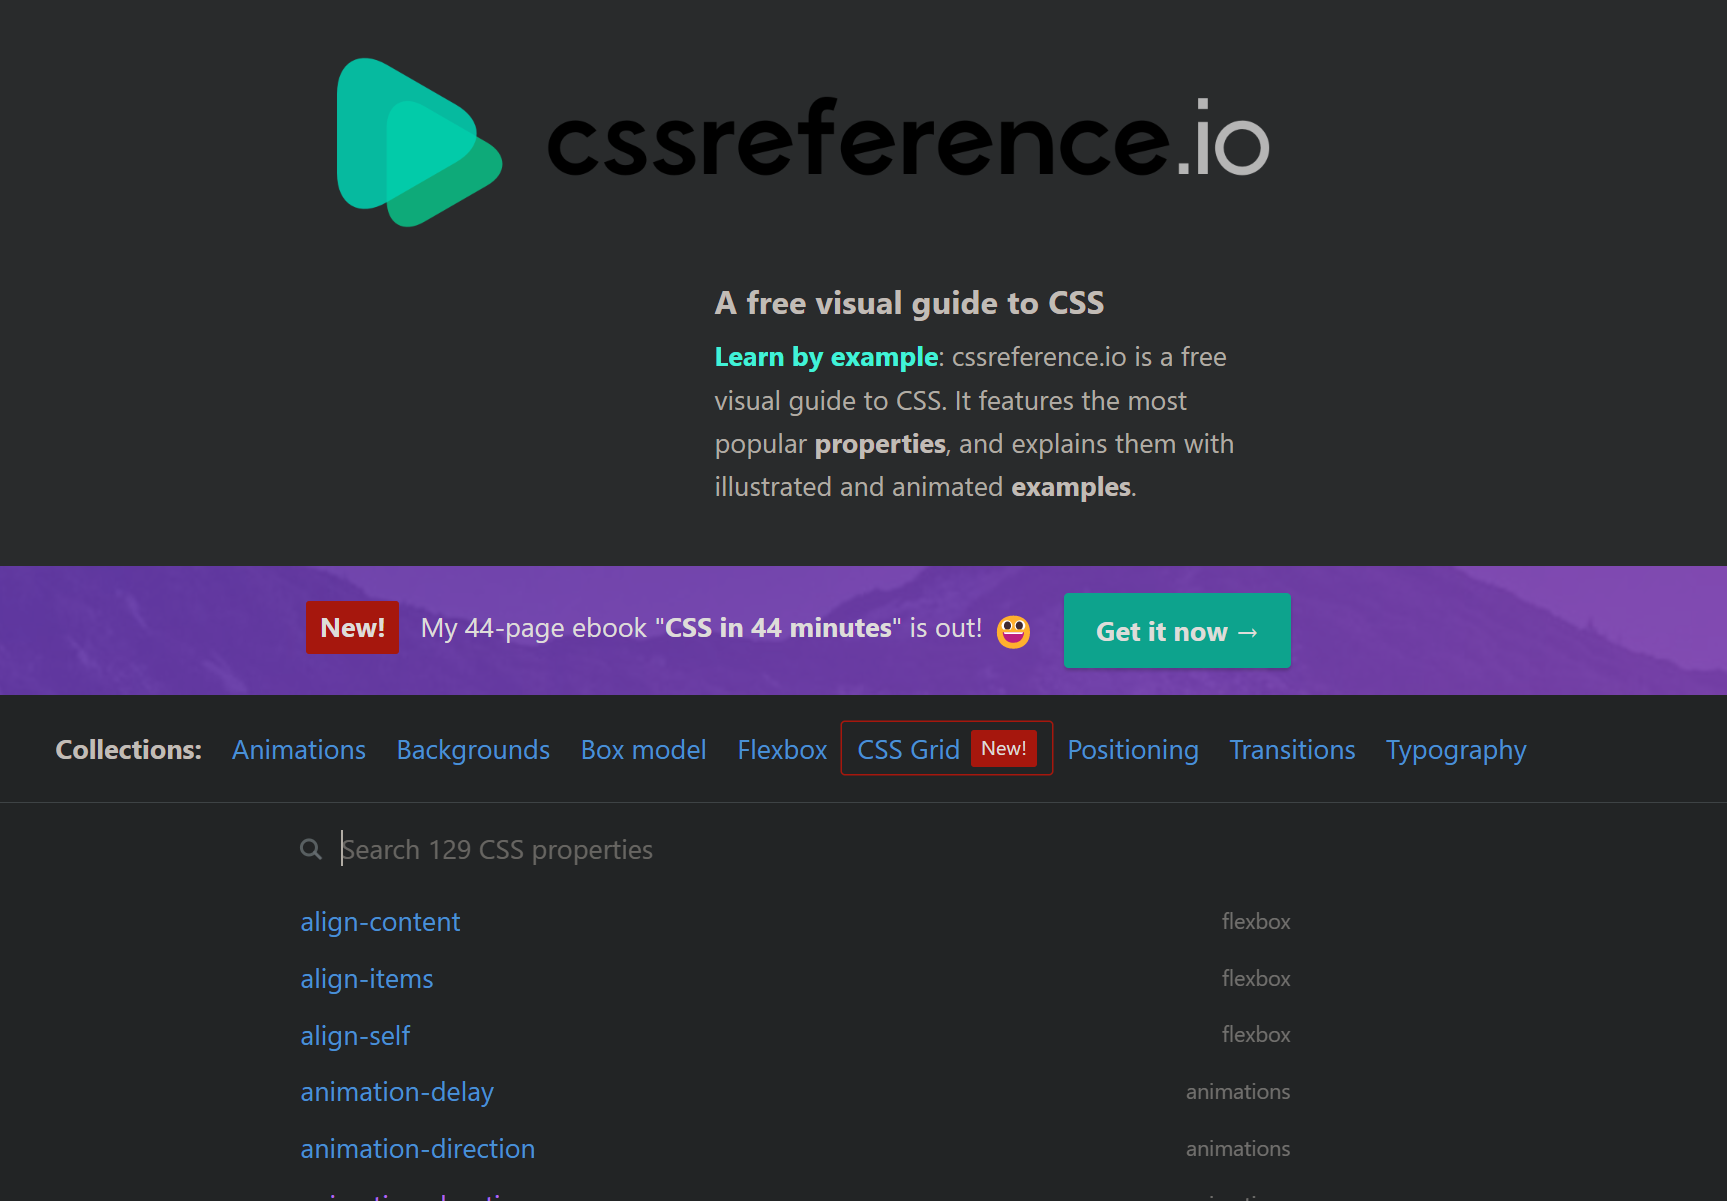 cssreference.io
A free visual guide to CSS
Learn by example: cssreference.io is a free
visual guide to CSS. It features the most
popular properties, and explains them with
illustrated and animated examples.
New! My 44-page ebook "CSS in 44 minutes" is out! Get it now →
Collections: Animations Backgrounds Box model Flexbox CSS Grid New! Positioning Transitions Typography
Search 129 CSS properties
align-content flexbox
align-items flexbox
align-self flexbox
animation-delay animations
animation-direction animations